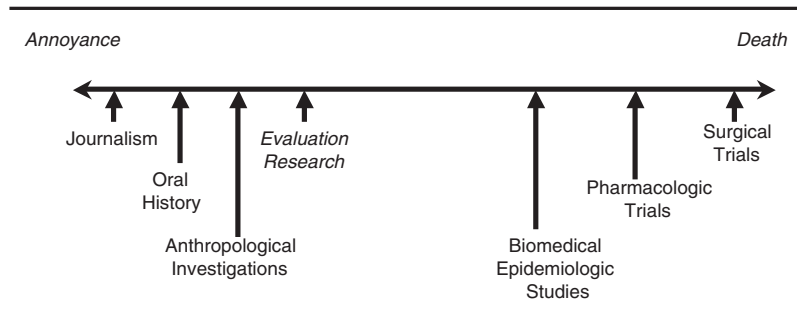 Annoyance
Death
Journalism
Oral
History
Anthropological
Investigations
Evaluation
Research
Biomedical
Epidemiologic
Studies
Pharmacologic
Trials
Surgical
Trials